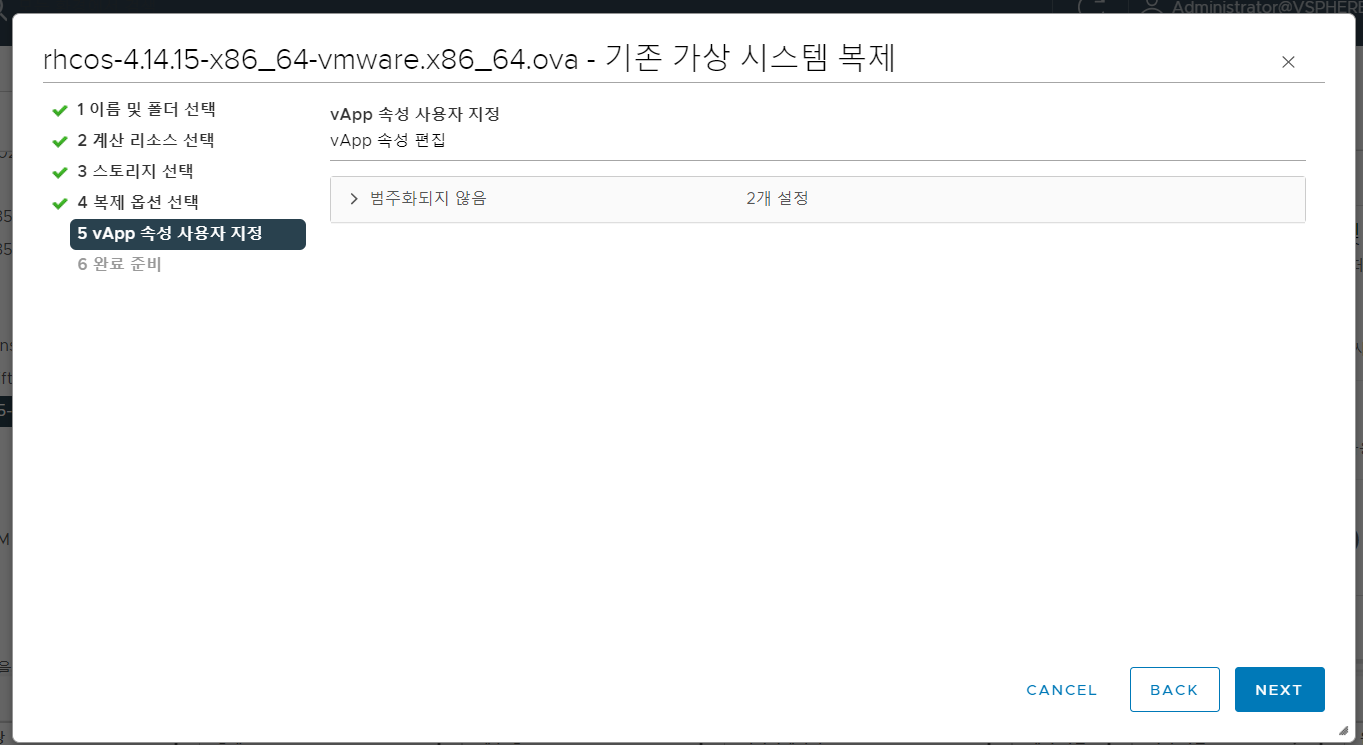 Administrator@VSPHERE
rhcos-4.14.15-x86_64-vmware.x86_64.ova - 기존 가상 시스템 복제
1 이름 및 폴더 선택
2 계산 리소스 선택
3 스토리지 선택
4 복제 옵션 선택
5 vApp 속성 사용자 지정
6 완료 준비
vApp 속성 사용자 지정
vApp 속성 편집
범주화되지 않음 2개 설정
CANCEL BACK NEXT